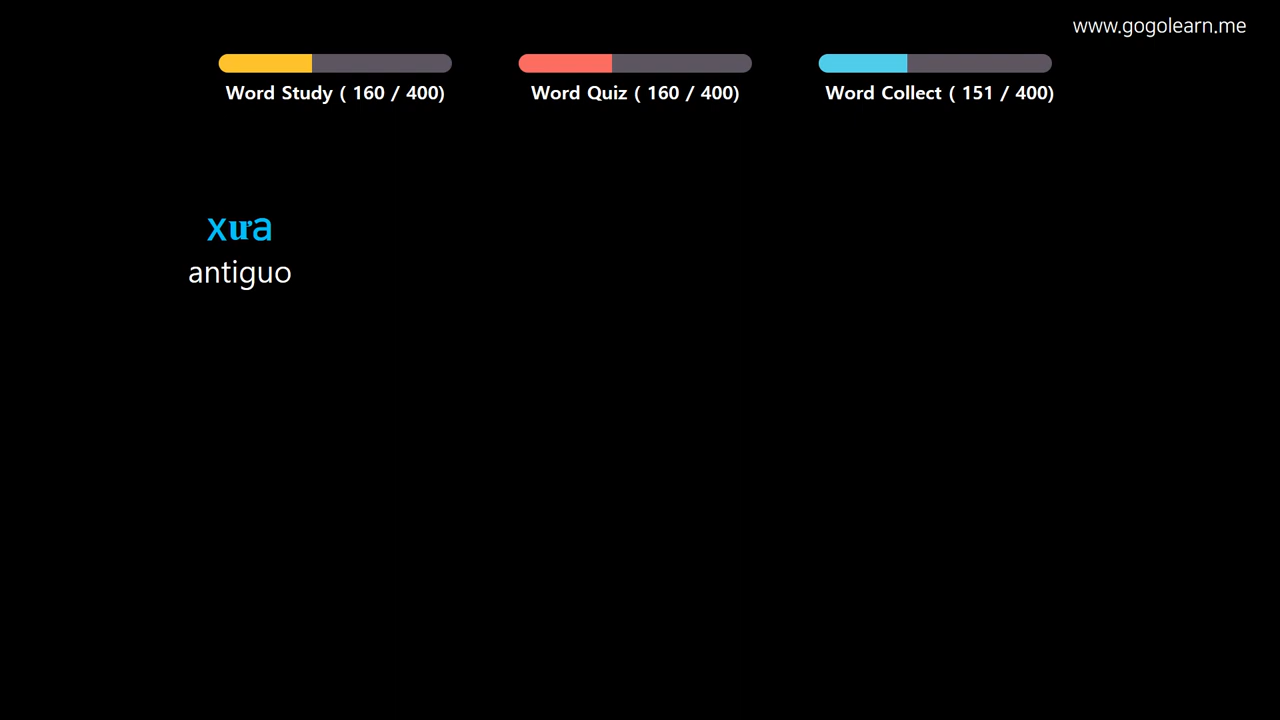 www.gogolearn.me
Word Study ( 160 / 400)
Word Quiz ( 160 / 400)
Word Collect ( 151 / 400)
xưa
antiguo